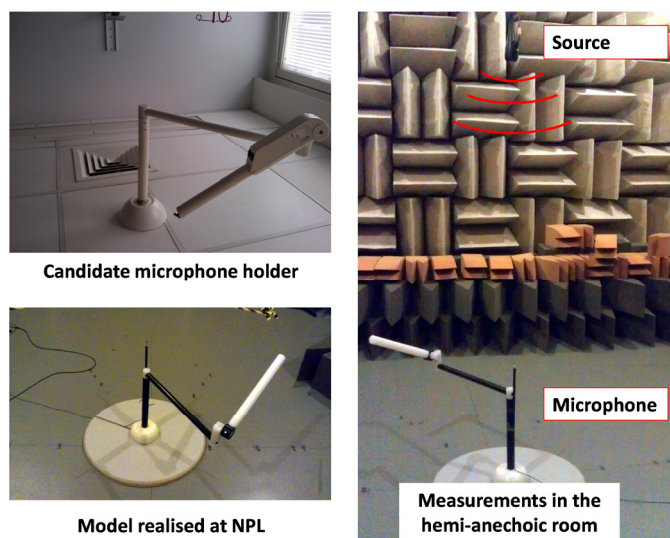 Candidate microphone holder
Model realised at NPL
Source
Microphone
Measurements in the
hemi-anechoic room